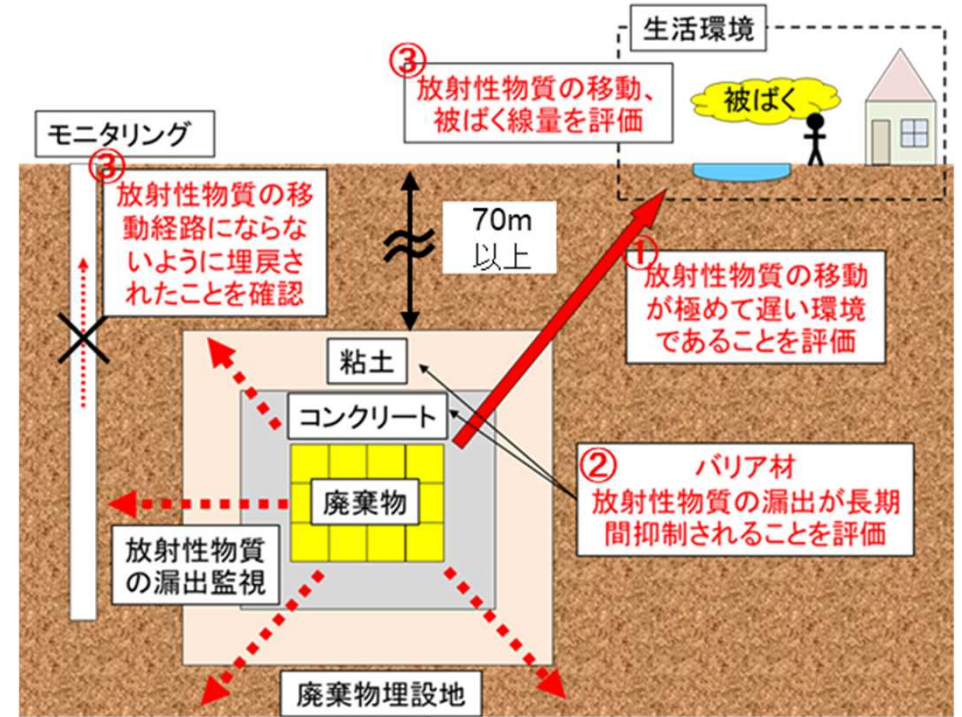 生活環境
③
放射性物質の移動、
被ばく線量を評価
被ばく
モニタリング
③
放射性物質の移
動経路にならな
いように埋戻さ
れたことを確認
70m
以上
①
放射性物質の移動
が極めて遅い環境
であることを評価
粘土
コンクリート
廃棄物
②
バリア材
放射性物質の漏出が長期
間抑制されることを評価
放射性物質
の漏出監視
廃棄物埋設地